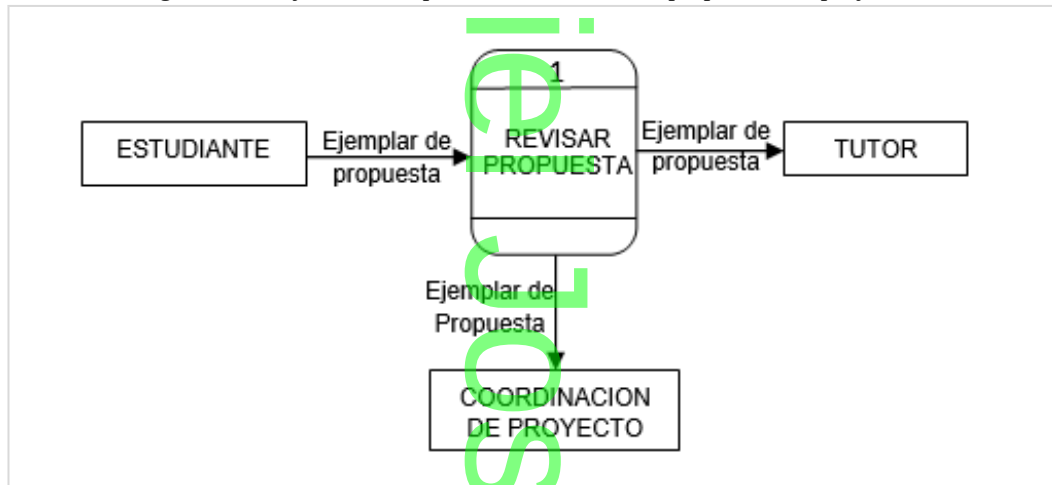 1
ESTUDIANTE
Ejemplar de
propuesta
REVISAR
PROPUESTA
Ejemplar de
propuesta
TUTOR
Ejemplar de
Propuesta
COORDINACION
DE PROYECTO